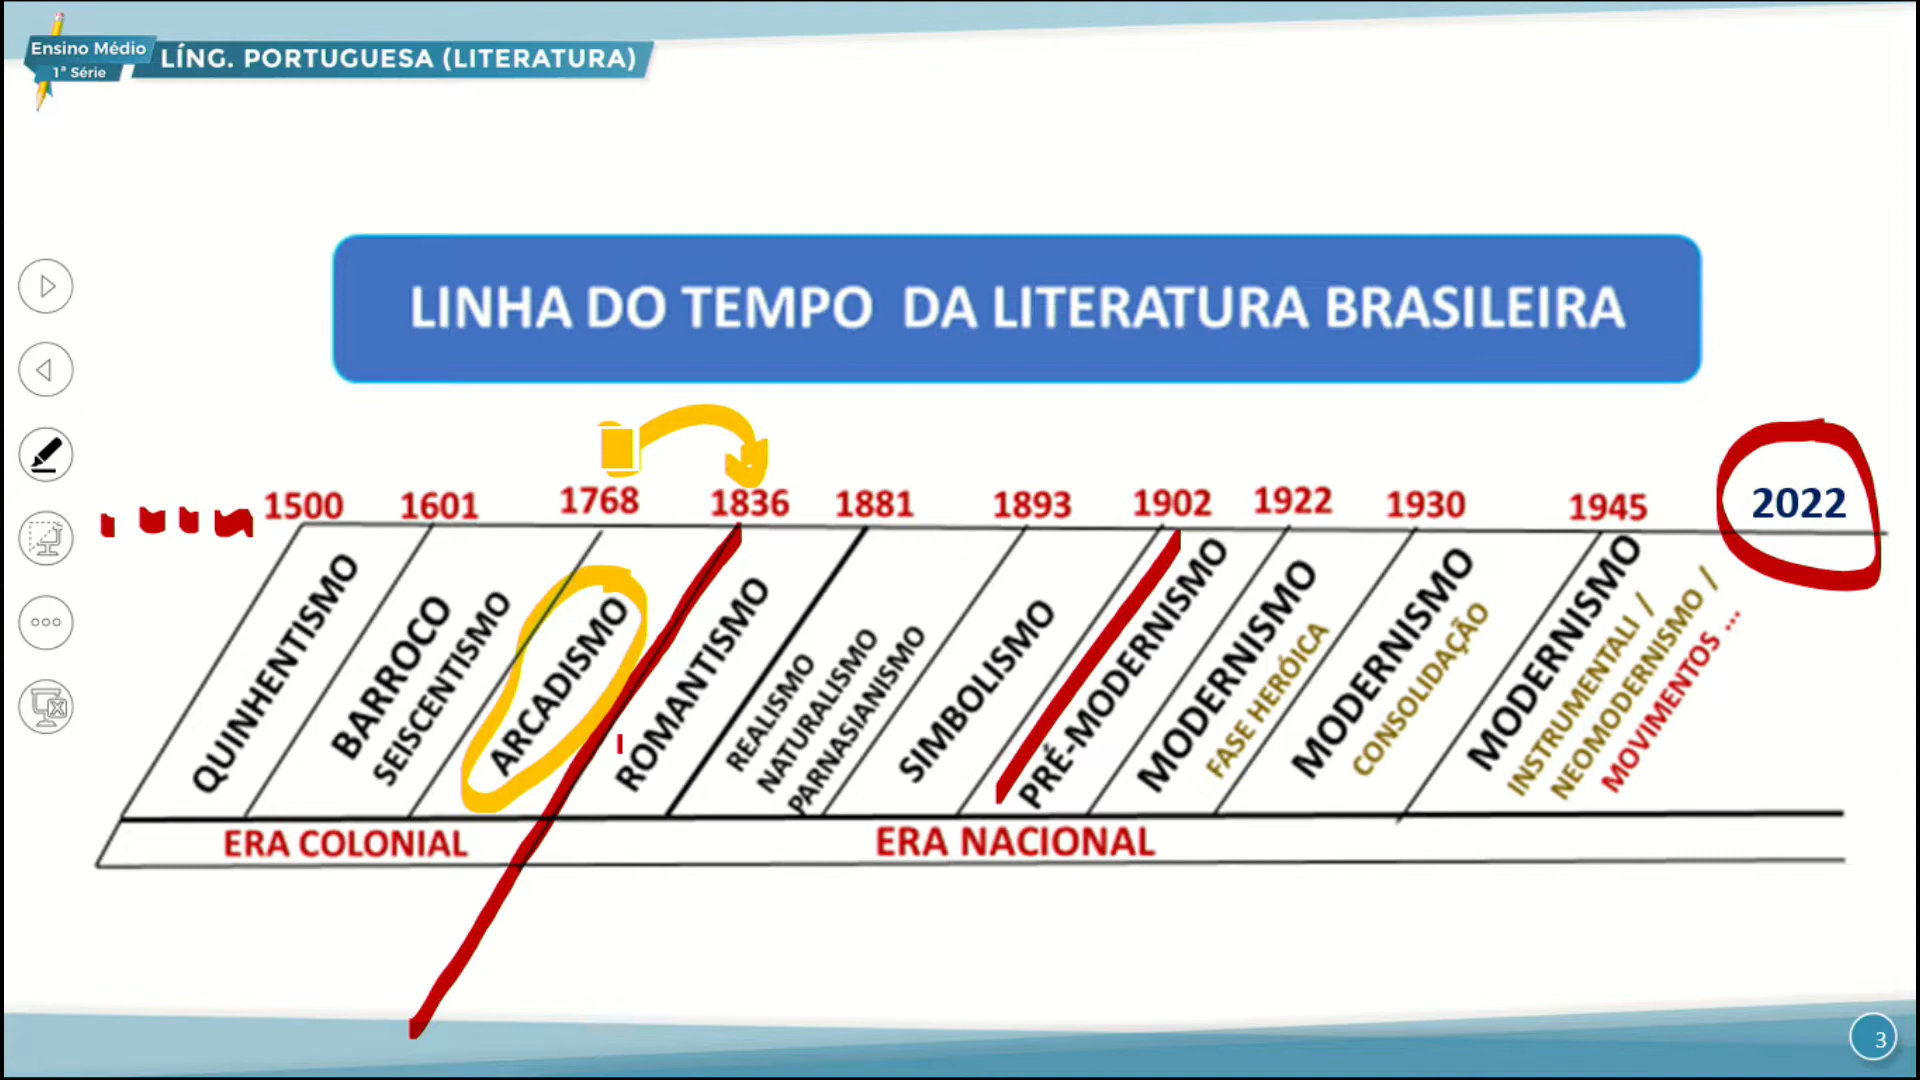 Ensino Médio
1ª Série
LÍNG. PORTUGUESA (LITERATURA)
LINHA DO TEMPO DA LITERATURA BRASILEIRA
1500 1601 1768 1836 1881 1893 1902 1922 1930 1945 2022
QUINHENTISMO
BARROCO
SEISCENTISMO
ARCADISMO
ROMANTISMO
REALISMO
NATURALISMO
PARNASIANISMO
SIMBOLISMO
PRÉ-MODERNISMO
MODERNISMO
FASE HERÓICA
MODERNISMO
CONSOLIDAÇÃO
MODERNISMO
INSTRUMENTALI /
NEOMODERNISMO /
MOVIMENTOS ...
ERA COLONIAL
ERA NACIONAL
3